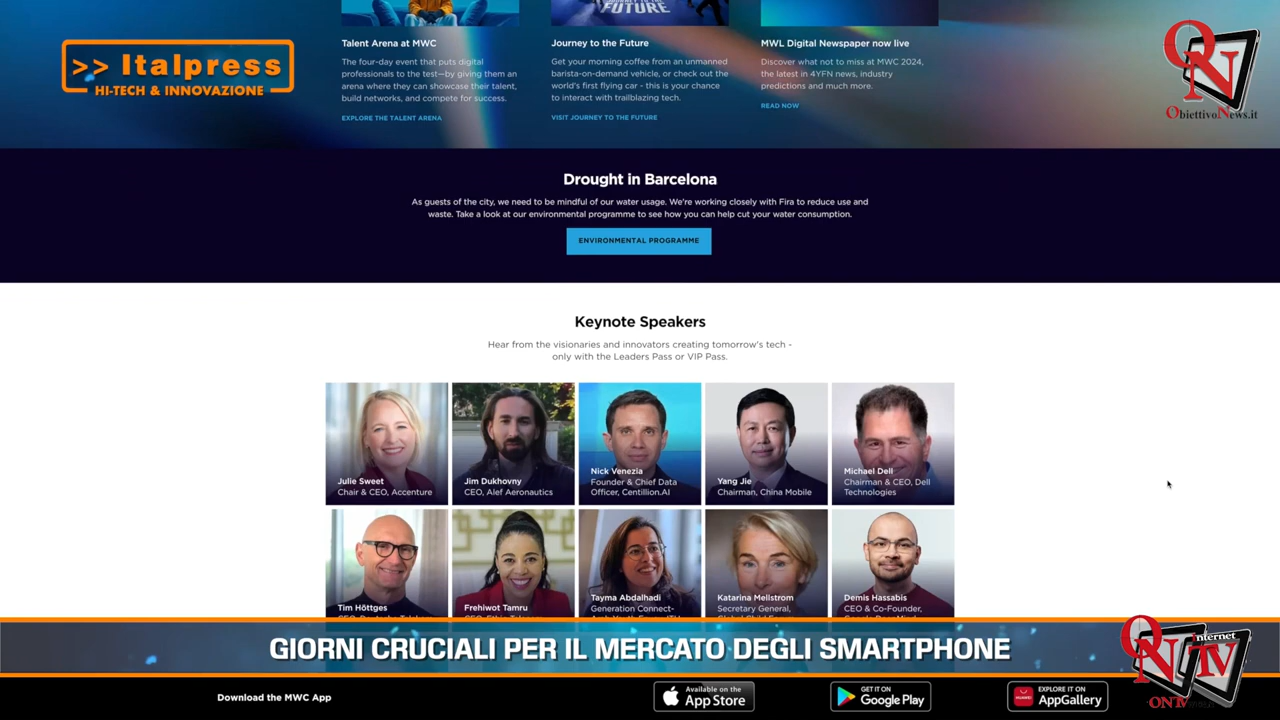 FUTURE
>> Italpress
HI-TECH & INNOVAZIONE
Talent Arena at MWC
The four-day event that puts digital
professionals to the test—by giving them an
arena where they can showcase their talent,
build networks, and compete for success.
EXPLORE THE TALENT ARENA
Journey to the Future
Get your morning coffee from an unmanned
barista-on-demand vehicle, or check out the
world's first flying car - this is your chance
to interact with trailblazing tech.
VISIT JOURNEY TO THE FUTURE
MWL Digital Newspaper now live
Discover what not to miss at MWC 2024,
the latest in 4YFN news, industry
predictions and much more.
READ NOW
ON
ObiettivoNews.it
Drought in Barcelona
As guests of the city, we need to be mindful of our water usage. We're working closely with Fira to reduce use and
waste. Take a look at our environmental programme to see how you can help cut your water consumption.
ENVIRONMENTAL PROGRAMME
Keynote Speakers
Hear from the visionaries and innovators creating tomorrow's tech -
only with the Leaders Pass or VIP Pass.
Julie Sweet
Chair & CEO, Accenture
Jim Dukhovny
CEO, Alef Aeronautics
Nick Venezia
Founder & Chief Data
Officer, Centillion.AI
Yang Jie
Chairman, China Mobile
Michael Dell
Chairman & CEO, Dell
Technologies
Tim Höttges
Frehiwot Tamru
Tayma Abdalhadi
Generation Connect-
Katarina Mellstrom
Secretary General,
Demis Hassabis
CEO & Co-Founder,
GIORNI CRUCIALI PER IL MERCATO DEGLI SMARTPHONE
internet
ON TV
ONTV
Download the MWC App
Available on the
App Store
GET IT ON
Google Play
HUAWEI
EXPLORE IT ON
AppGallery